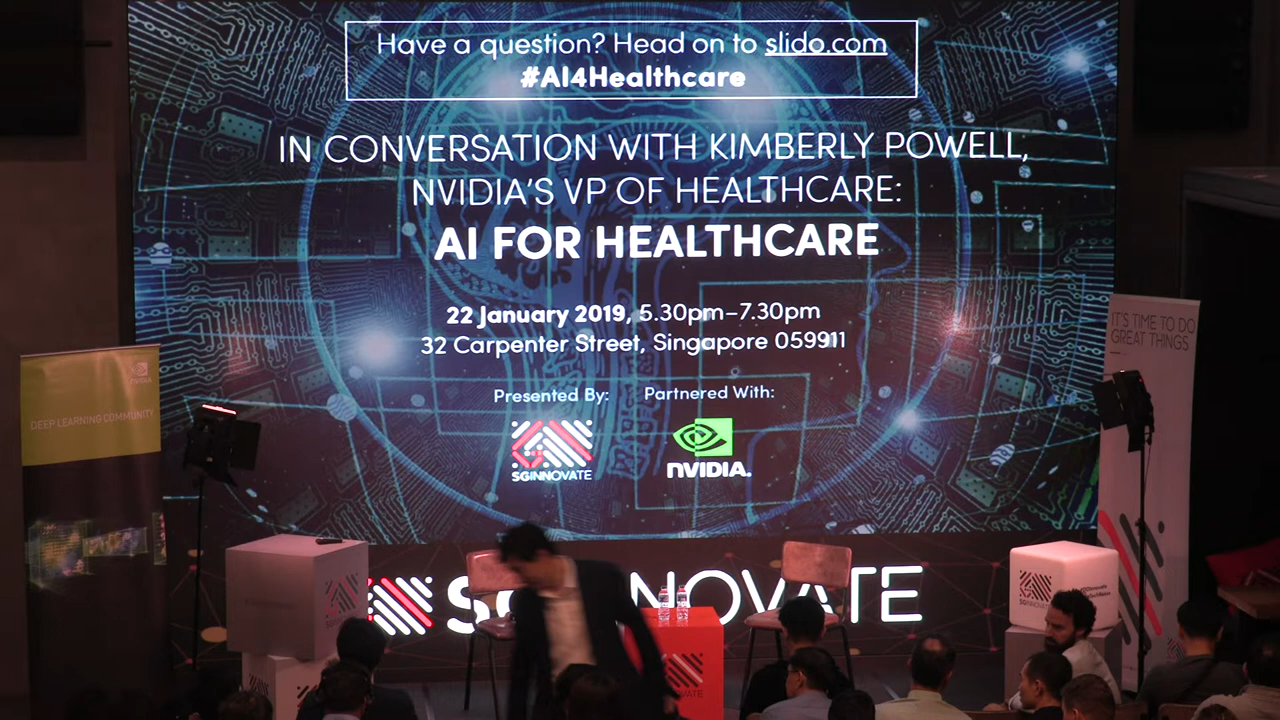 Have a question? Head on to slido.com
#AI4Healthcare
IN CONVERSATION WITH KIMBERLY POWELL,
NVIDIA'S VP OF HEALTHCARE:
AI FOR HEALTHCARE
22 January 2019, 5.30pm–7.30pm
32 Carpenter Street, Singapore 059911
Presented By: Partnered With:
SGINNOVATE
NVIDIA.
IT'S TIME TO DO
GREAT THINGS
NVIDIA
DEEP LEARNING COMMUNITY
NNOVATE